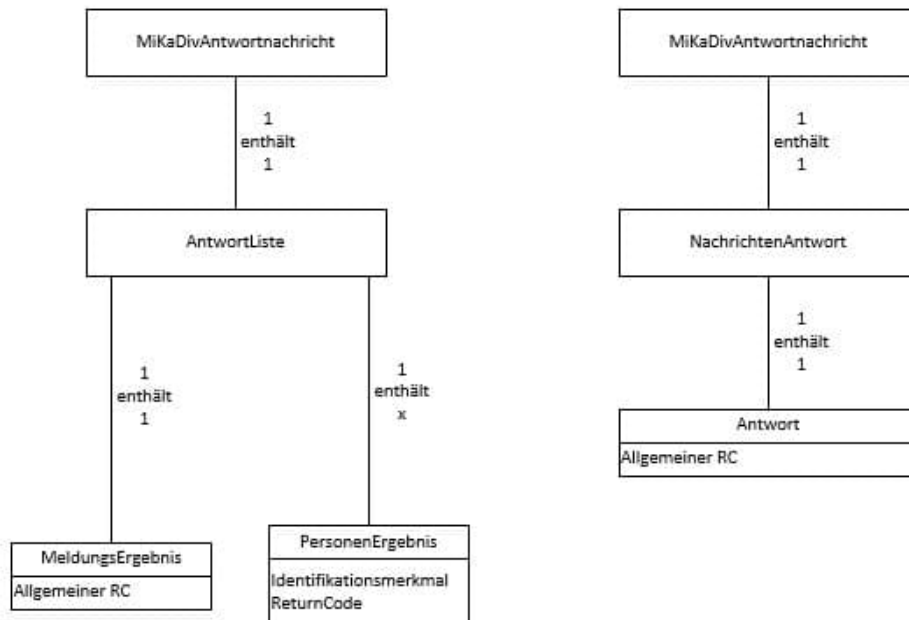 MiKaDivAntwortnachricht
1
enthält
1
AntwortListe
1
enthält
1
1
enthält
x
MeldungsErgebnis
Allgemeiner RC
PersonenErgebnis
Identifikationsmerkmal
ReturnCode
MiKaDivAntwortnachricht
1
enthält
1
NachrichtenAntwort
1
enthält
1
Antwort
Allgemeiner RC